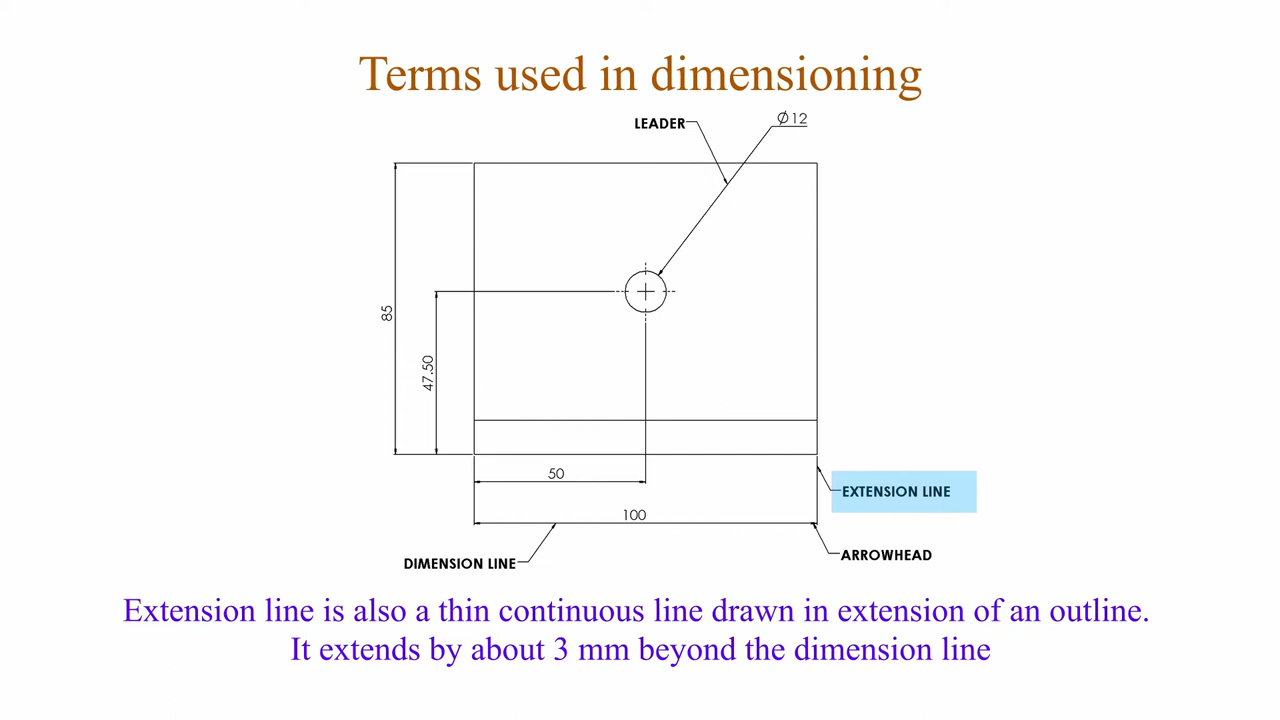 Terms used in dimensioning
LEADER
∅12
85
47.50
50
EXTENSION LINE
100
DIMENSION LINE
ARROWHEAD
Extension line is also a thin continuous line drawn in extension of an outline.
It extends by about 3 mm beyond the dimension line